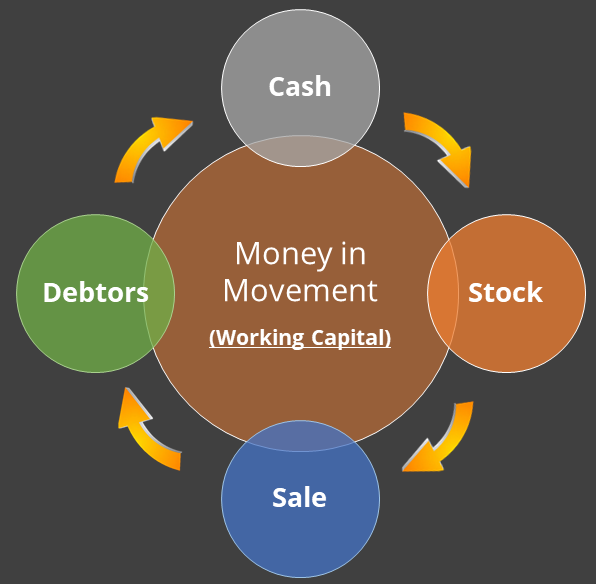 Cash
Money in
Movement
(Working Capital)
Debtors
Stock
Sale